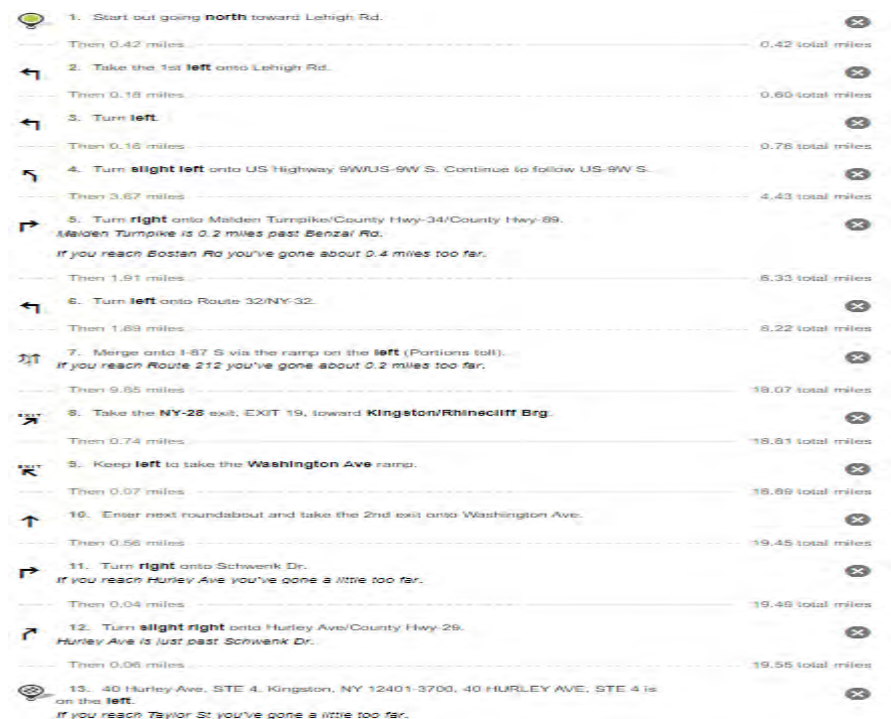 1. Start out going north toward Lehigh Rd.
Then 0.42 miles 0.42 total miles
2. Take the 1st left onto Lehigh Rd.
Then 0.18 miles 0.60 total miles
3. Turn left.
Then 0.16 miles 0.76 total miles
4. Turn slight left onto US Highway 9W/US-9W S. Continue to follow US-9W S.
Then 3.67 miles 4.43 total miles
5. Turn right onto Malden Turnpike/County Hwy-34/County Hwy-89.
Malden Turnpike is 0.2 miles past Benzal Rd.
If you reach Bostan Rd you've gone about 0.4 miles too far.
Then 1.91 miles 6.33 total miles
6. Turn left onto Route 32/NY-32.
Then 1.89 miles 8.22 total miles
7. Merge onto I-87 S via the ramp on the left (Portions toll).
If you reach Route 212 you've gone about 0.2 miles too far.
Then 9.85 miles 18.07 total miles
EXIT
8. Take the NY-28 exit, EXIT 19, toward Kingston/Rhinecliff Brg.
Then 0.74 miles 18.81 total miles
EXIT
9. Keep left to take the Washington Ave ramp.
Then 0.07 miles 18.89 total miles
10. Enter next roundabout and take the 2nd exit onto Washington Ave.
Then 0.56 miles 19.45 total miles
11. Turn right onto Schwenk Dr.
If you reach Hurley Ave you've gone a little too far.
Then 0.04 miles 19.49 total miles
12. Turn slight right onto Hurley Ave/County Hwy-29.
Hurley Ave is just past Schwenk Dr.
Then 0.06 miles 19.55 total miles
13. 40 Hurley Ave, STE 4, Kingston, NY 12401-3700, 40 HURLEY AVE, STE 4 is
on the left.
If you reach Taylor St you've gone a little too far.